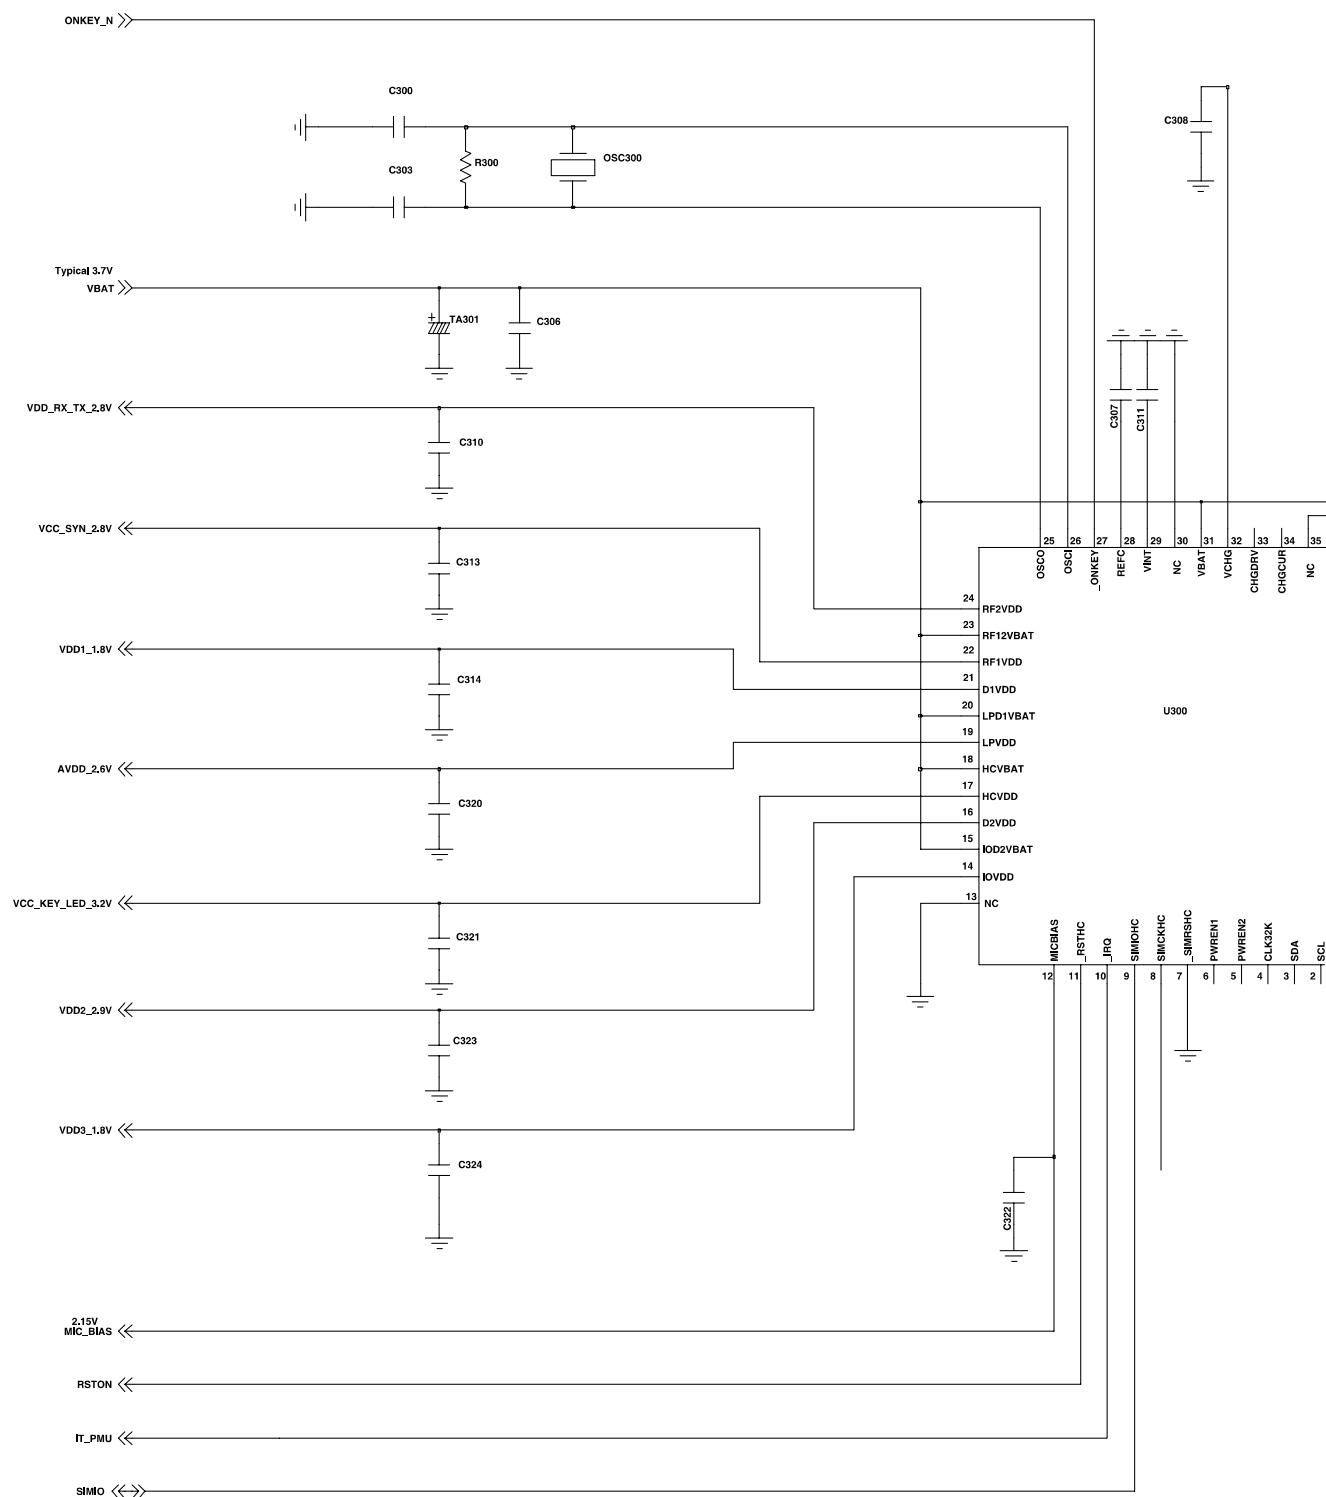 ONKEY_N
C300
C308
OSC300
R300
C303
Typical 3.7V
VBAT
TA301
C306
VDD_RX_TX_2.8V
C307
C311
C310
VCC_SYN_2.8V
25
26
27
28
29
30
31
32
33
34
35
OSCO
OSCI
_ONKEY
REFC
VINT
NC
VBAT
VCHG
CHGDRV
CHGCUR
NC
C313
24
RF2VDD
23
RF12VBAT
VDD1_1.8V
22
RF1VDD
21
D1VDD
C314
20
LPD1VBAT
U300
19
LPVDD
AVDD_2.6V
18
HCVBAT
17
HCVDD
C320
16
D2VDD
15
IOD2VBAT
14
IOVDD
VCC_KEY_LED_3.2V
13
NC
C321
MICBIAS
_RSTHC
_IRQ
SIMIOHC
SIMCKHC
_SIMRSHC
PWREN1
PWREN2
CLK32K
SDA
SCL
12
11
10
9
8
7
6
5
4
3
2
VDD2_2.9V
C323
VDD3_1.8V
C324
C322
2.15V
MIC_BIAS
RSTON
IT_PMU
SIMIO